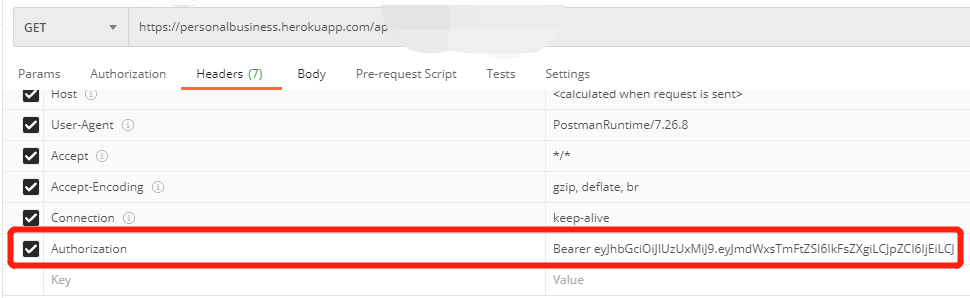 GET https://personalbusiness.herokuapp.com/ap
Params Authorization Headers (7) Body Pre-request Script Tests Settings
Host <calculated when request is sent>
User-Agent PostmanRuntime/7.26.8
Accept */*
Accept-Encoding gzip, deflate, br
Connection keep-alive
Authorization Bearer eyJhbGciOiJIUzUxMiJ9.eyJmdWxsTmFtZSI6IkFsZXgiLCJpZCI6IjEiLCJ
Key Value